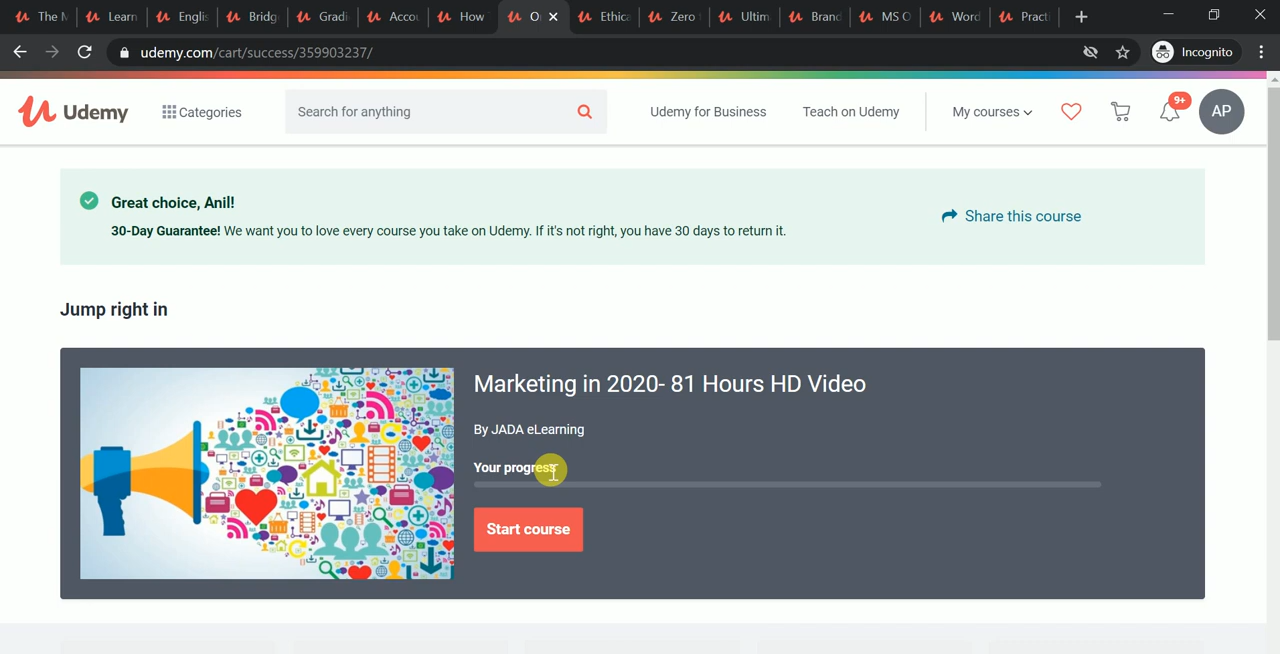 The M Learn Englis Bridg Gradi Accou How O Ethica Zero Ultim Brand MS O Word Practi
udemy.com/cart/success/359903237/ Incognito
Udemy Categories Search for anything Udemy for Business Teach on Udemy My courses 9+ AP
Great choice, Anil!
30-Day Guarantee! We want you to love every course you take on Udemy. If it's not right, you have 30 days to return it.
Share this course
Jump right in
Marketing in 2020- 81 Hours HD Video
By JADA eLearning
Your progress
Start course